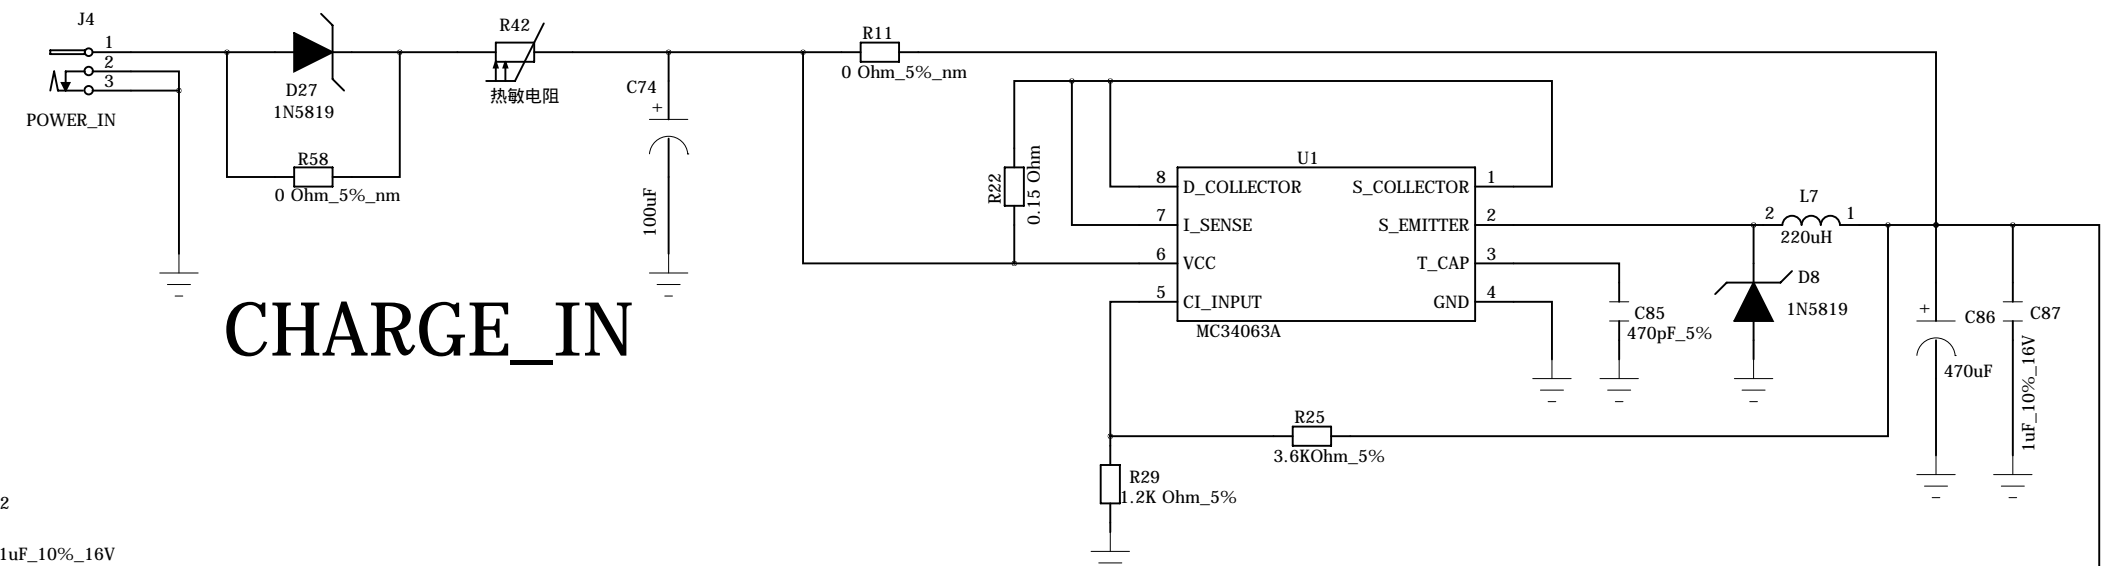 J4
1
2
3
POWER_IN
D27
1N5819
R58
0 Ohm_5%_nm
R42
热敏电阻
C74
+
100uF
R11
0 Ohm_5%_nm
R22
0.15 Ohm
U1
8 D_COLLECTOR S_COLLECTOR 1
7 I_SENSE S_EMITTER 2
6 VCC T_CAP 3
5 CI_INPUT GND 4
MC34063A
L7
2 1
220uH
D8
1N5819
C85
470pF_5%
+
C86
470uF
C87
1uF_10%_16V
R25
3.6KOhm_5%
R29
1.2K Ohm_5%
CHARGE_IN
2
1uF_10%_16V